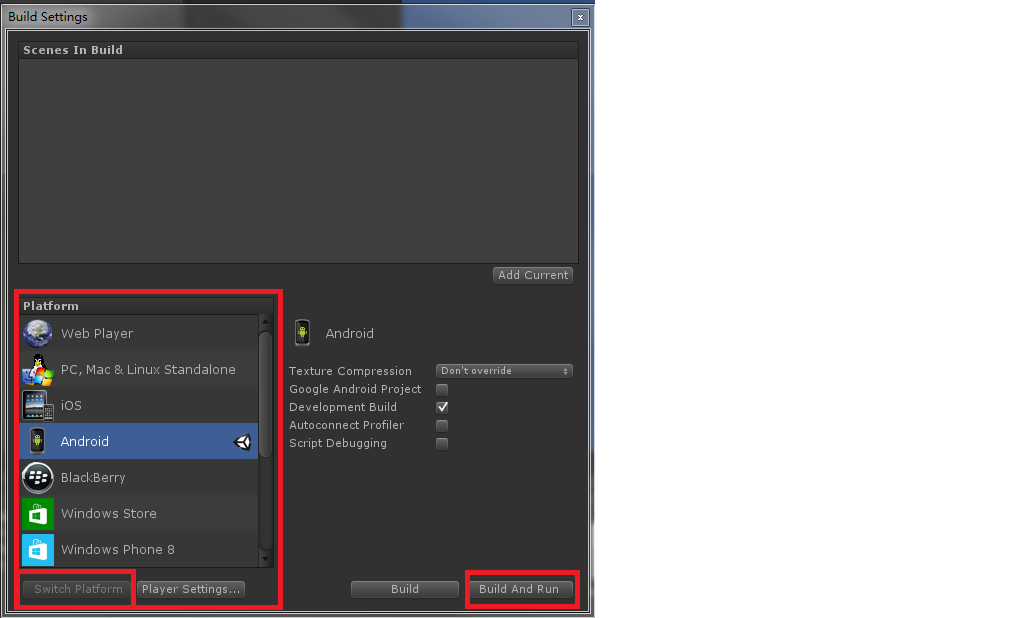 Build Settings
Scenes In Build
Add Current
Platform
Web Player
PC, Mac & Linux Standalone
iOS
Android
BlackBerry
Windows Store
Windows Phone 8
Switch Platform
Player Settings...
Android
Texture Compression Don't override
Google Android Project
Development Build
Autoconnect Profiler
Script Debugging
Build
Build And Run